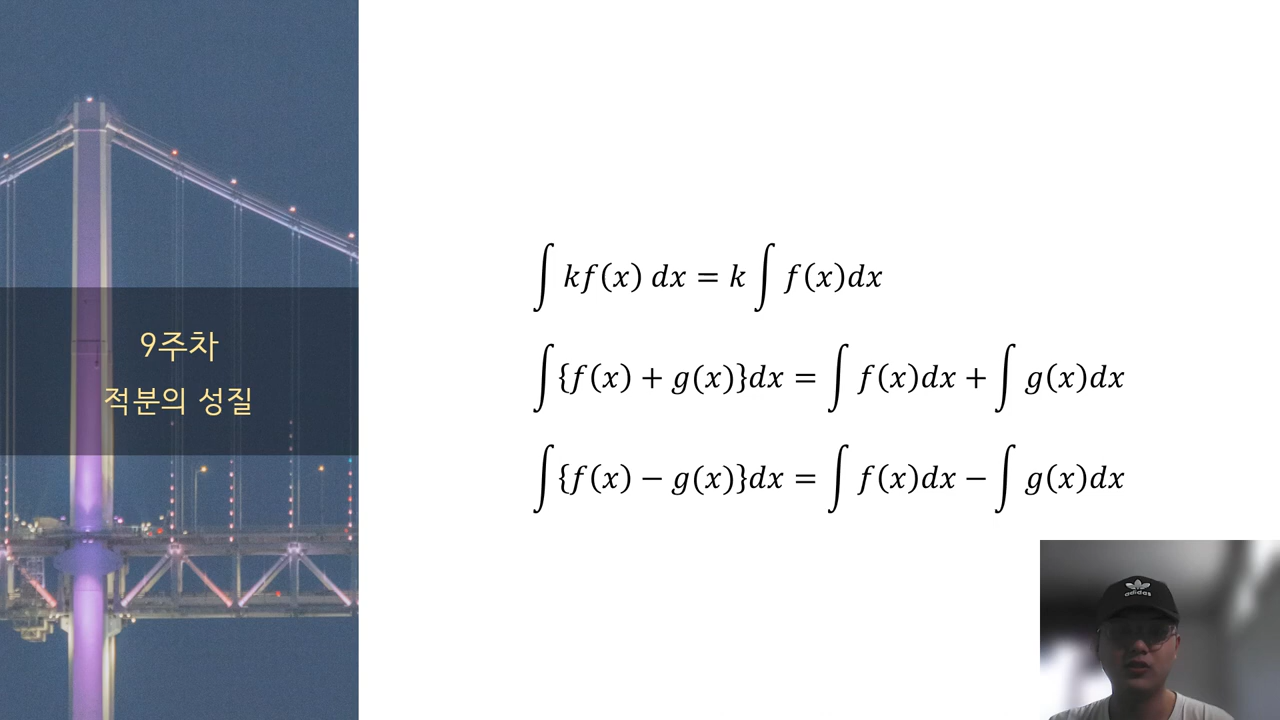 9주차
적분의 성질
∫ kf(x) dx = k ∫ f(x)dx
∫{f(x) + g(x)}dx = ∫ f(x)dx + ∫ g(x)dx
∫{f(x) − g(x)}dx = ∫ f(x)dx − ∫ g(x)dx
adidas